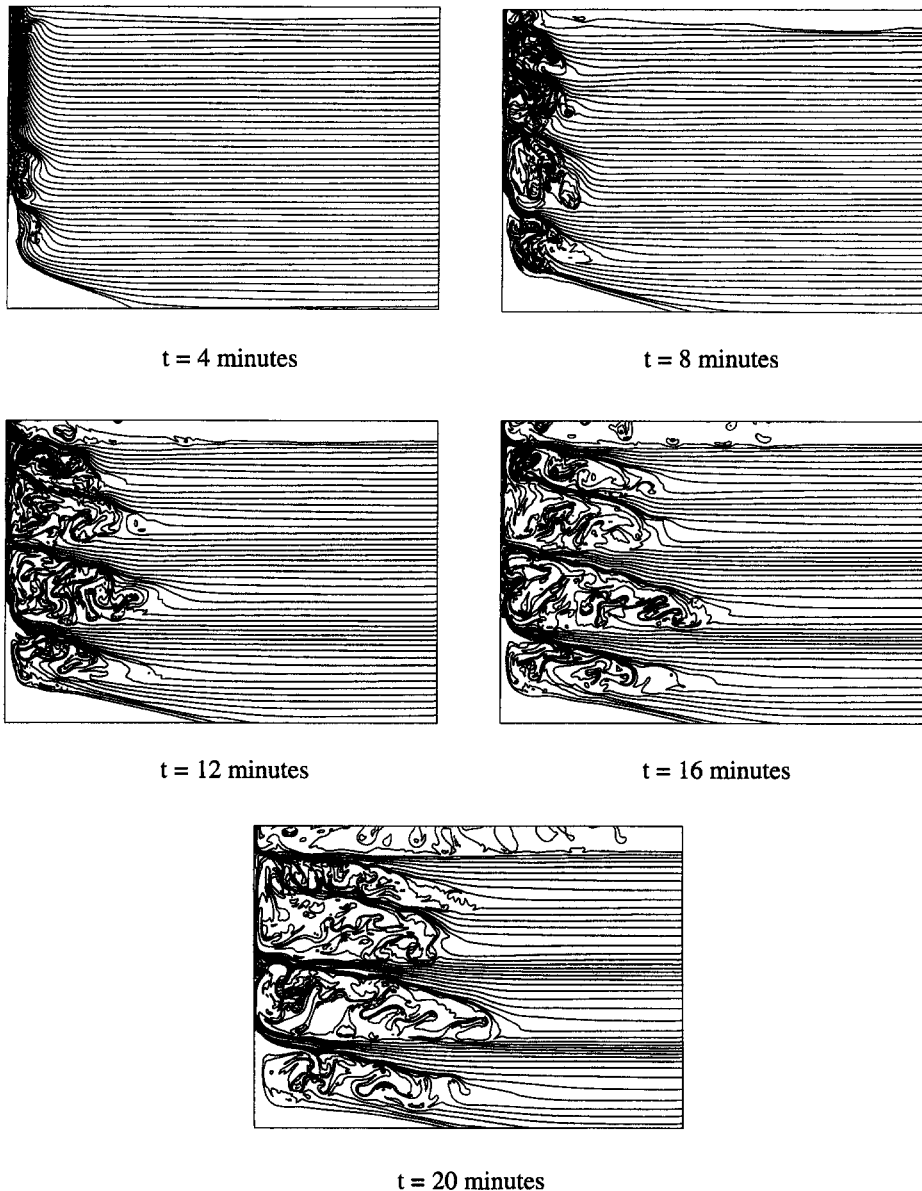 t = 4 minutes
t = 8 minutes
t = 12 minutes
t = 16 minutes
t = 20 minutes